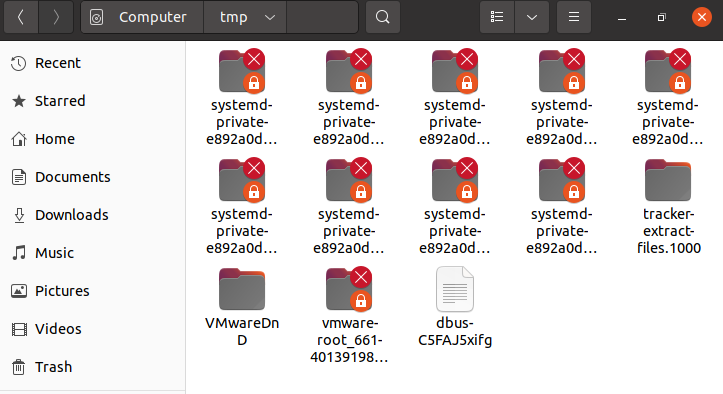 Computer
tmp
Recent
Starred
Home
Documents
Downloads
Music
Pictures
Videos
Trash
systemd-
private-
e892a0d...
systemd-
private-
e892a0d...
systemd-
private-
e892a0d...
systemd-
private-
e892a0d...
systemd-
private-
e892a0d...
systemd-
private-
e892a0d...
systemd-
private-
e892a0d...
systemd-
private-
e892a0d...
systemd-
private-
e892a0d...
tracker-
extract-
files.1000
VMwareDn
D
vmware-
root_661-
40139198...
dbus-
C5FAJ5xifg